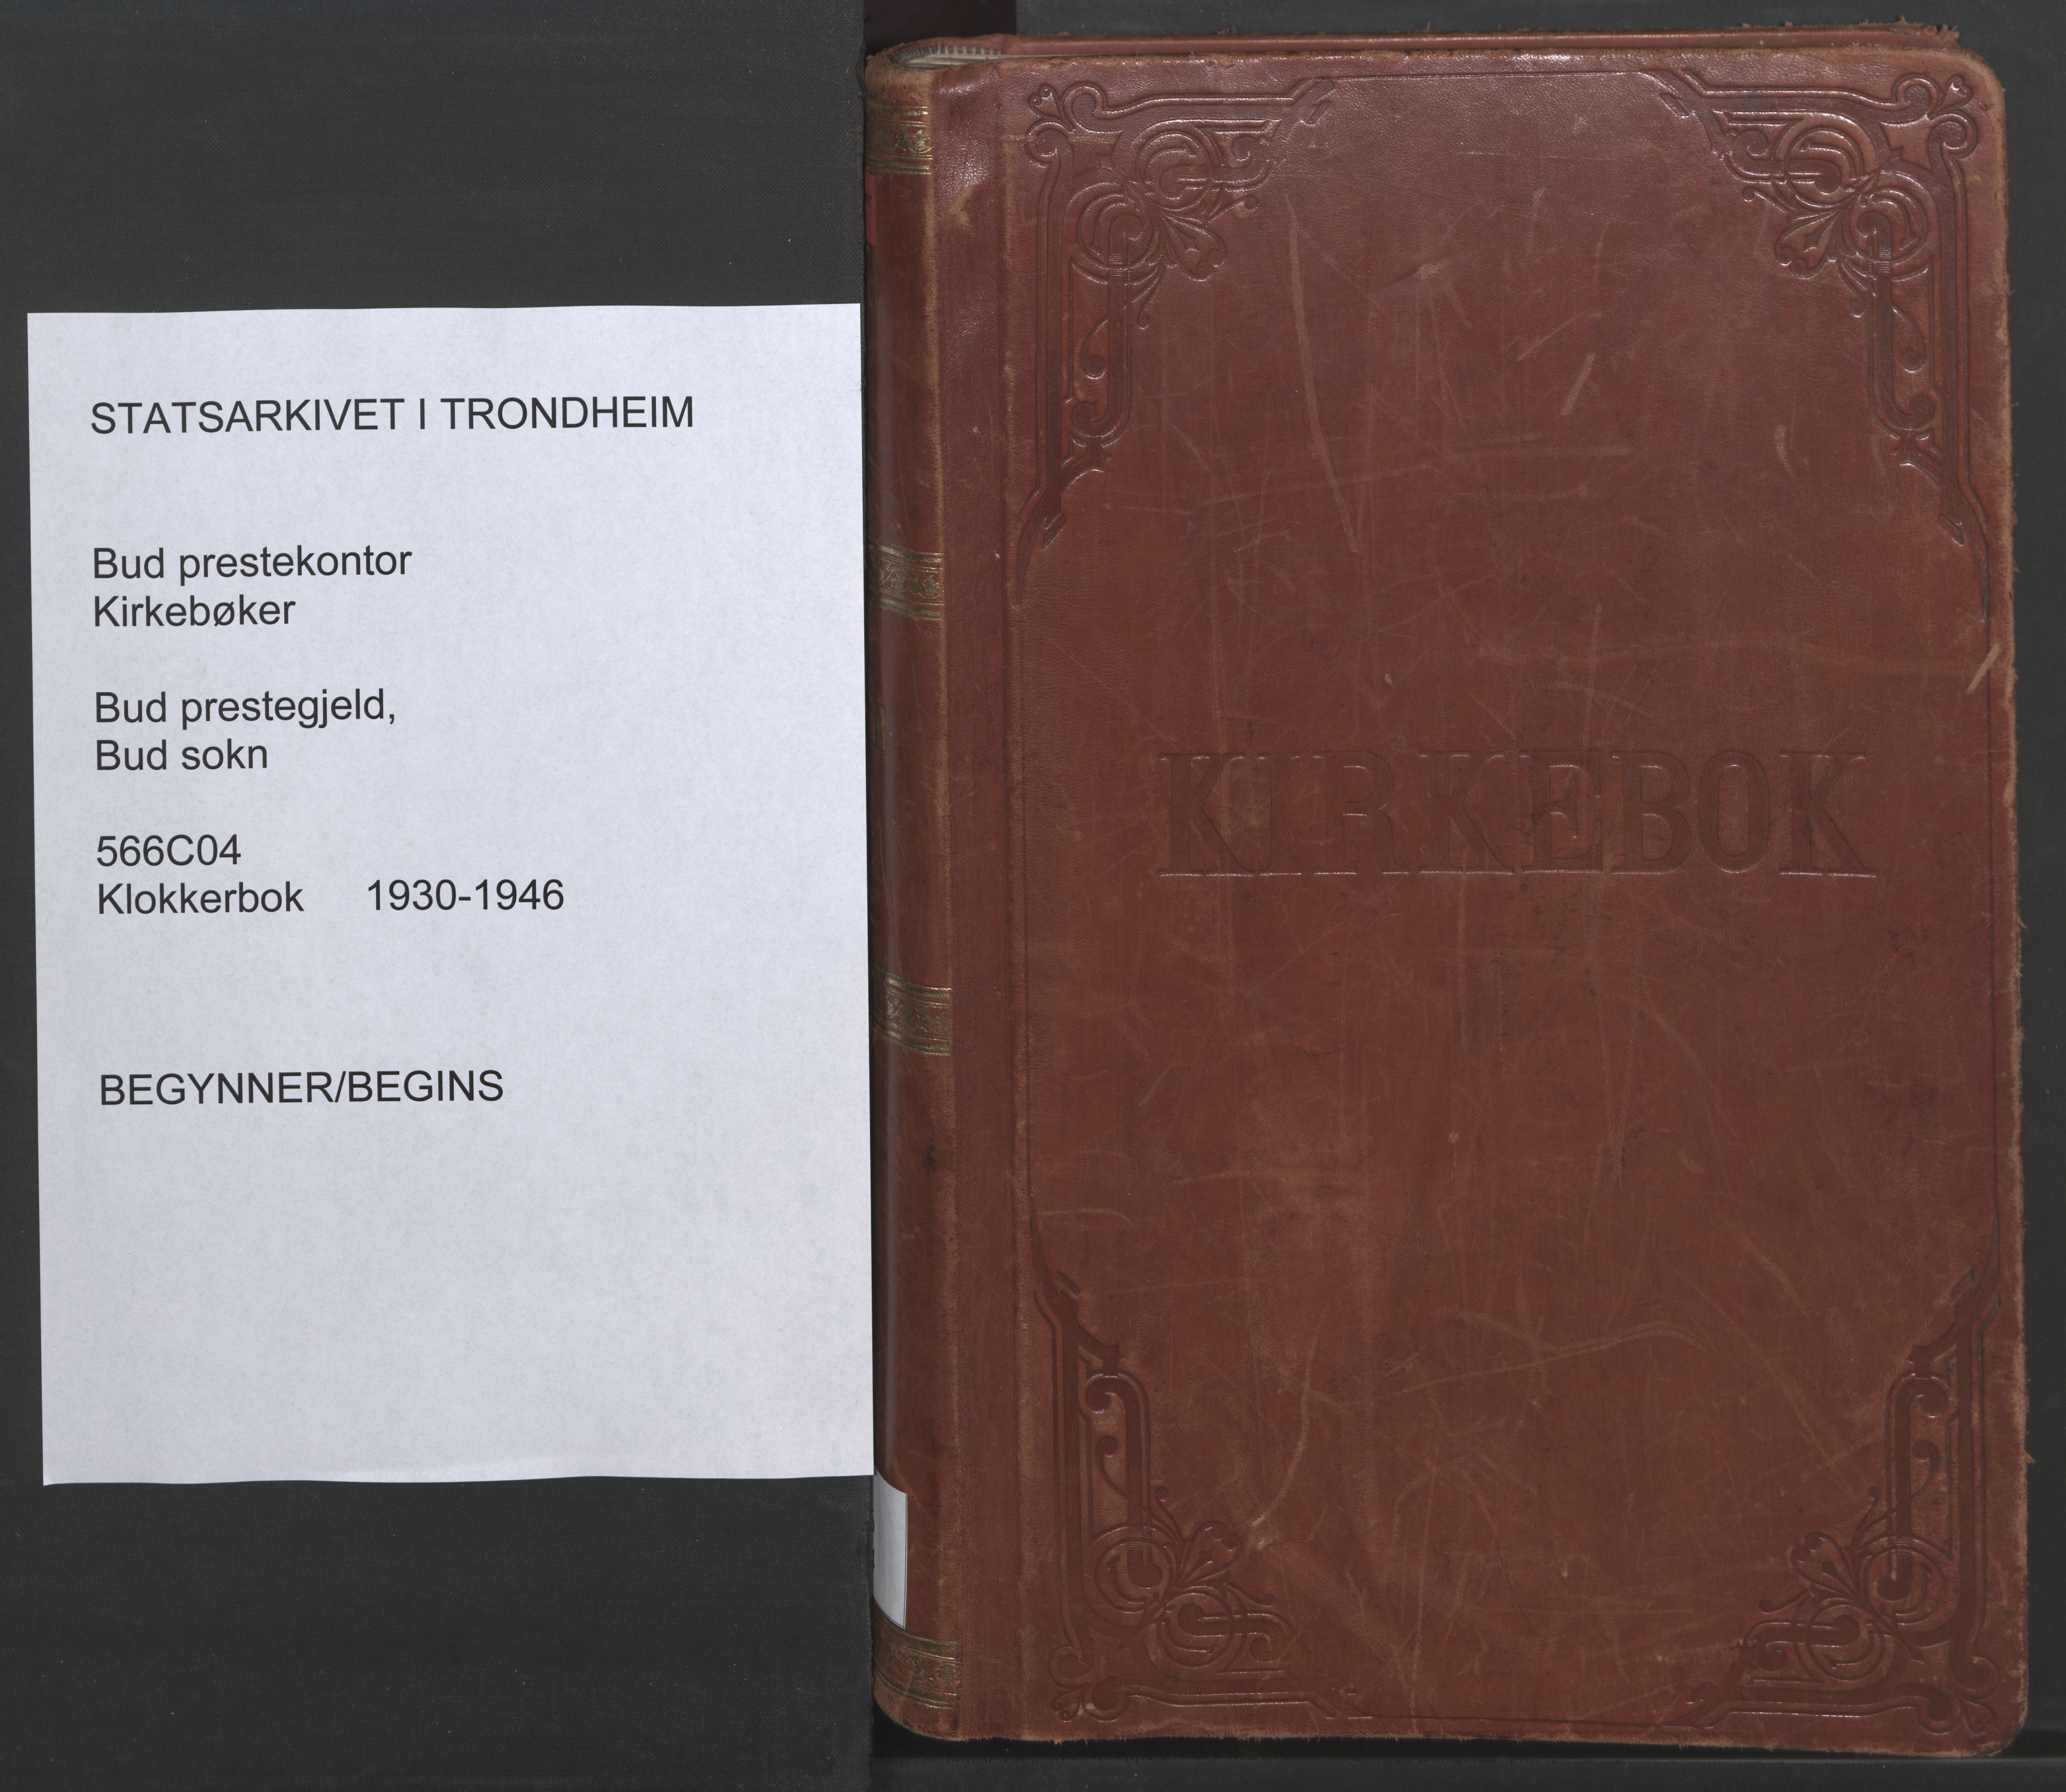 STATSARKIVET I TRONDHEIM
Bud prestekontor
Kirkebøker
Bud prestegjeld,
Bud sokn
566C04
Klokkerbok 1930-1946
BEGYNNER/BEGINS
KIRKEBOK